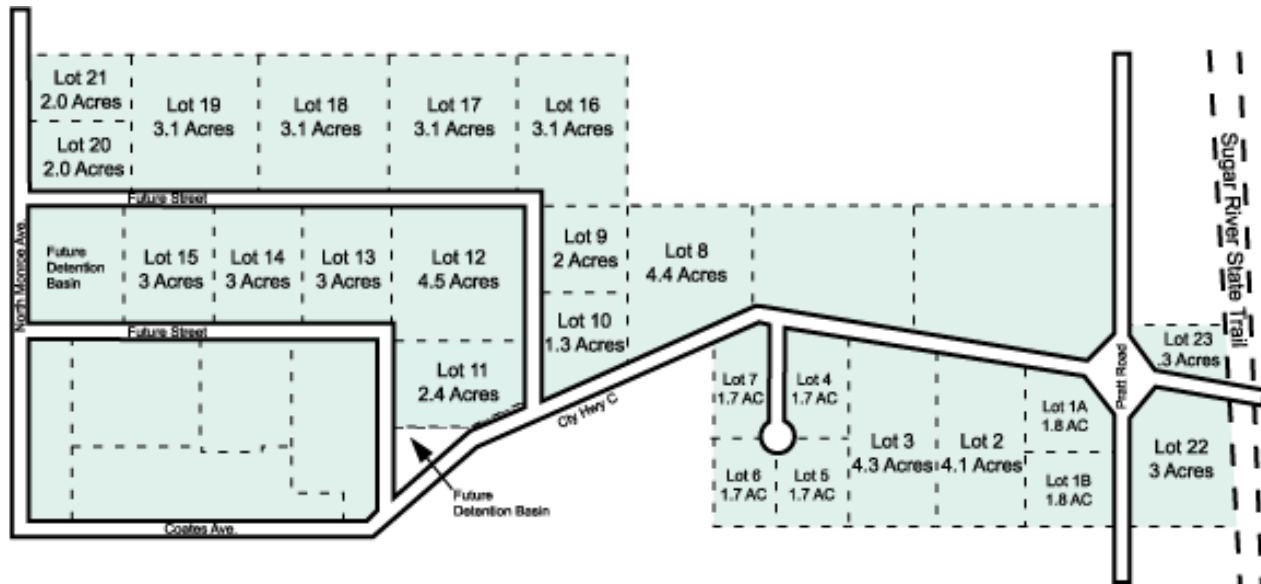 Lot 21
2.0 Acres
Lot 20
2.0 Acres
Lot 19
3.1 Acres
Lot 18
3.1 Acres
Lot 17
3.1 Acres
Lot 16
3.1 Acres
Future Street
North Monroe Ave.
Future
Detention
Basin
Lot 15
3 Acres
Lot 14
3 Acres
Lot 13
3 Acres
Lot 12
4.5 Acres
Lot 9
2 Acres
Lot 8
4.4 Acres
Lot 10
1.3 Acres
Future Street
Lot 11
2.4 Acres
Cty Hwy C
Future
Detention Basin
Coates Ave.
Lot 7
1.7 AC
Lot 4
1.7 AC
Lot 6
1.7 AC
Lot 5
1.7 AC
Lot 3
4.3 Acres
Lot 2
4.1 Acres
Lot 1A
1.8 AC
Lot 1B
1.8 AC
Pratt Road
Lot 23
.3 Acres
Lot 22
3 Acres
Sugar River State Trail